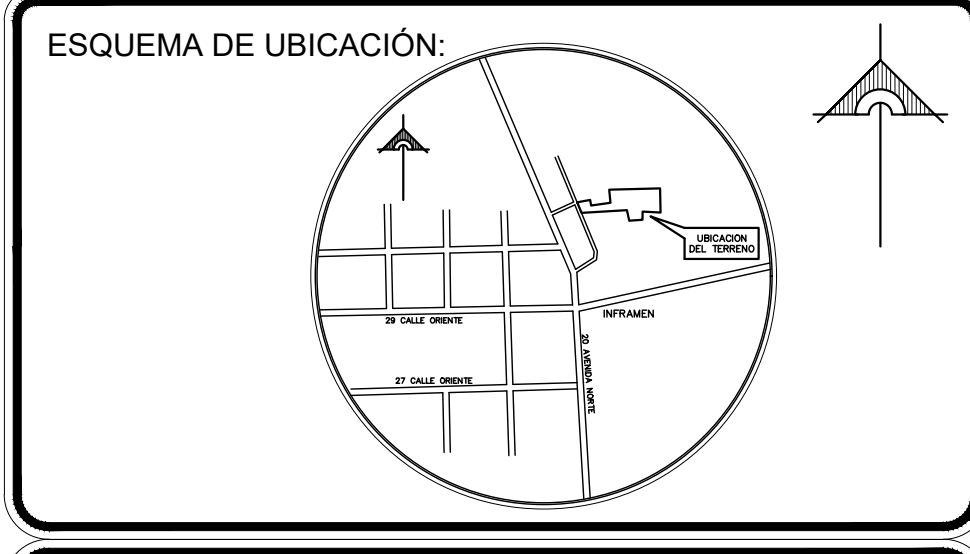 ESQUEMA DE UBICACIÓN:
UBICACION
DEL TERRENO
INFRAMEN
29 CALLE ORIENTE
20 AVENIDA NORTE
27 CALLE ORIENTE